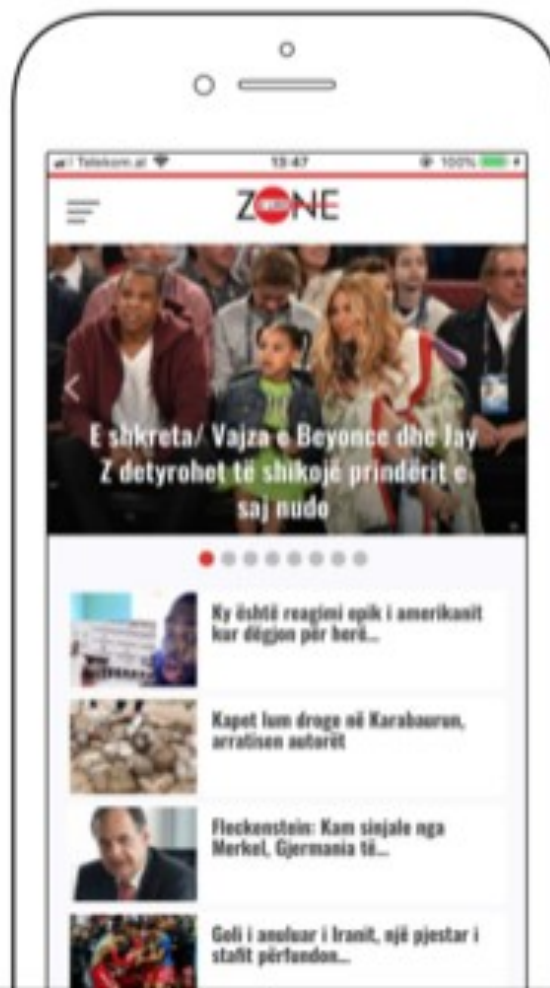 Telekom.al
13:47
100%
ZONE
E shkreta/ Vajza e Beyonce dhe Jay
Z detyrohet të shikojë prindërit e
saj nudo
Ky është reagimi epik i amerikanit
kur dëgjon për herë...
Kapet lum droge në Karabaurun,
arratisen autorët
Fleckenstein: Kam sinjale nga
Merkel, Gjermania të...
Goli i anuluar i Iranit, një pjestar i
stafit përfundon...